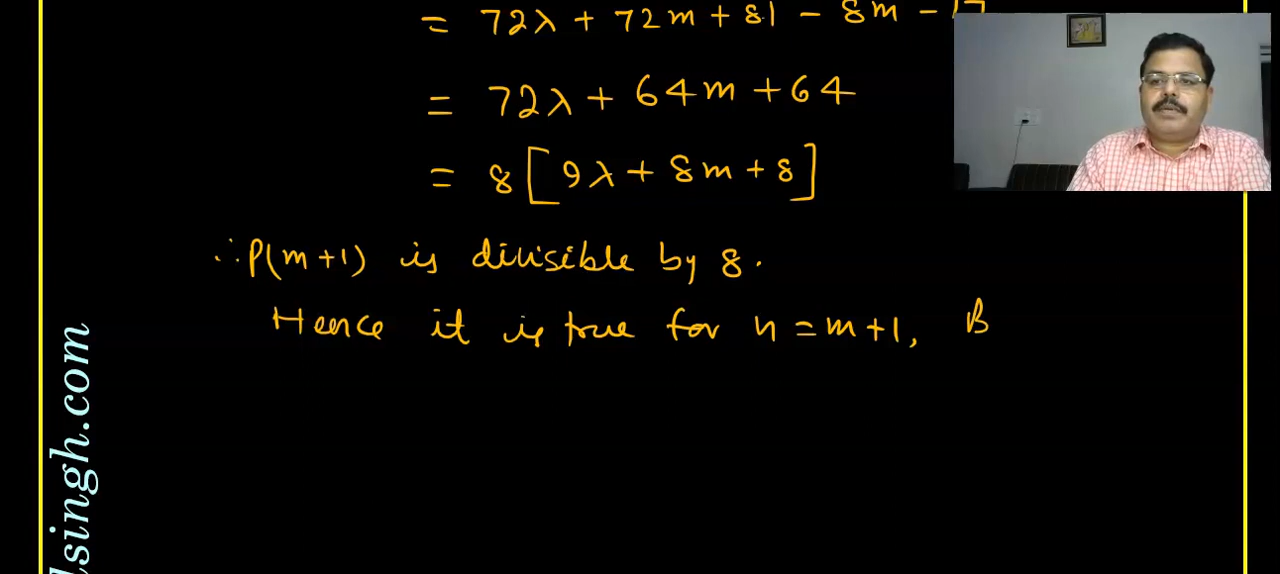 = 72λ + 72m + 81 − 8m − 17
= 72λ + 64m + 64
= 8[9λ + 8m + 8]
∴ P(m+1) is divisible by 8.
Hence it is true for n = m+1, B
lsingh.com